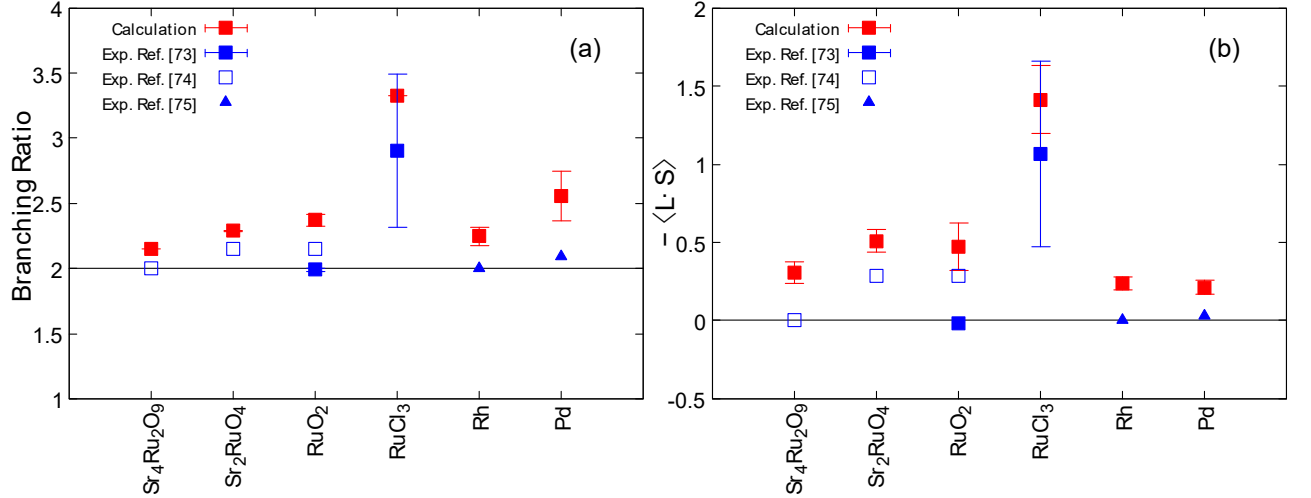 Calculation
Exp. Ref. [73]
Exp. Ref. [74]
Exp. Ref. [75]
(a)
Branching Ratio
4
3.5
3
2.5
2
1.5
1
Sr4Ru2O9
Sr2RuO4
RuO2
RuCl3
Rh
Pd
Calculation
Exp. Ref. [73]
Exp. Ref. [74]
Exp. Ref. [75]
(b)
− ⟨L· S⟩
2
1.5
1
0.5
0
-0.5
Sr4Ru2O9
Sr2RuO4
RuO2
RuCl3
Rh
Pd